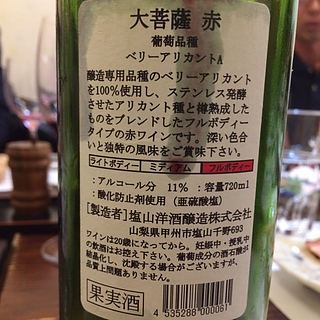 大菩薩 赤
葡萄品種
ベリーアリカントA
醸造専用品種のベリーアリカント
を100%使用し、ステンレス発酵
させたアリカント種と樽熟成した
ものをブレンドしたフルボディー
タイプの赤ワインです。深い色合
いと独特の風味をご賞味下さい。
ライトボディー ミディアム フルボディー
：アルコール分 11% ：容量720ml
：酸化防止剤使用（亜硫酸塩）
[製造者]塩山洋酒醸造株式会社
山梨県甲州市塩山千野693
ワインは20歳になってから。妊娠中・授乳中
の飲酒はお控え下さい。葡萄成分の酒石酸が
結晶化し、沈殿する場合がございますが、
品質上問題ありません。
果実酒
4 535288 000061